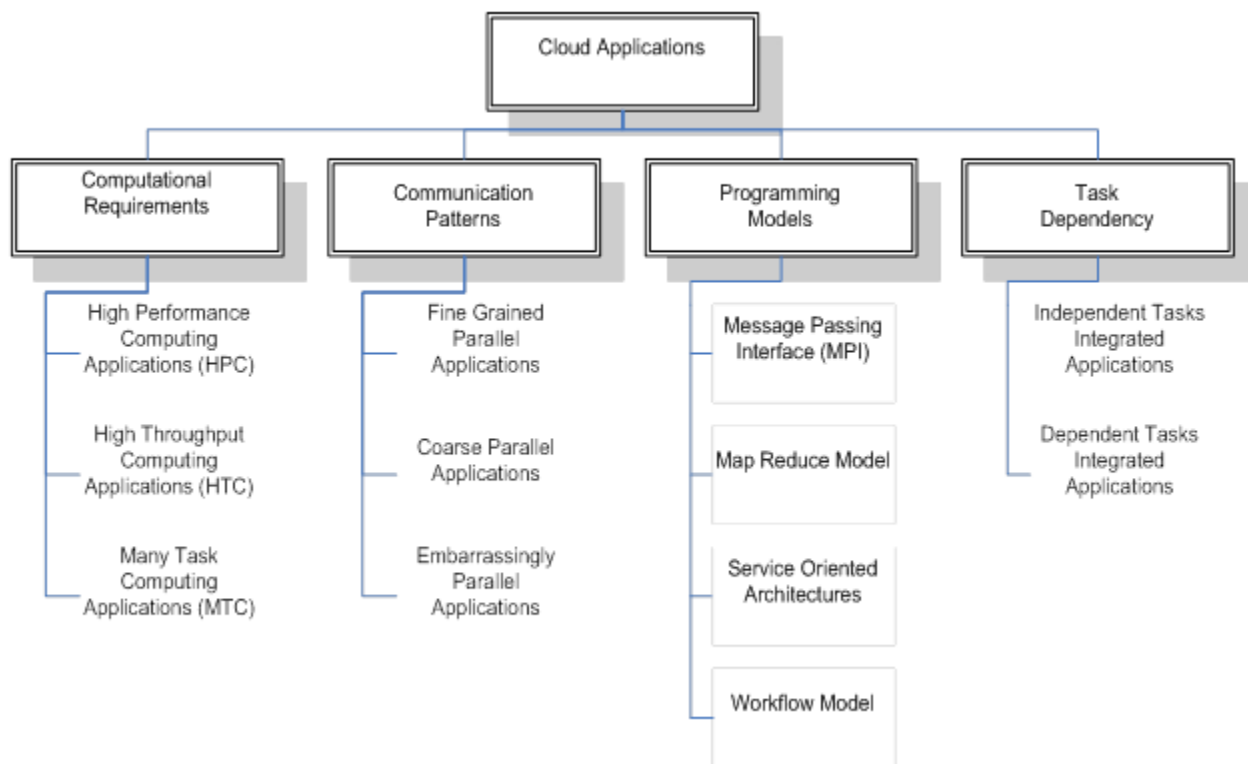 Cloud Applications
Computational
Requirements
Communication
Patterns
Programming
Models
Task
Dependency
High Performance
Computing
Applications (HPC)
High Throughput
Computing
Applications (HTC)
Many Task
Computing
Applications (MTC)
Fine Grained
Parallel
Applications
Coarse Parallel
Applications
Embarrassingly
Parallel
Applications
Message Passing
Interface (MPI)
Map Reduce Model
Service Oriented
Architectures
Workflow Model
Independent Tasks
Integrated
Applications
Dependent Tasks
Integrated
Applications